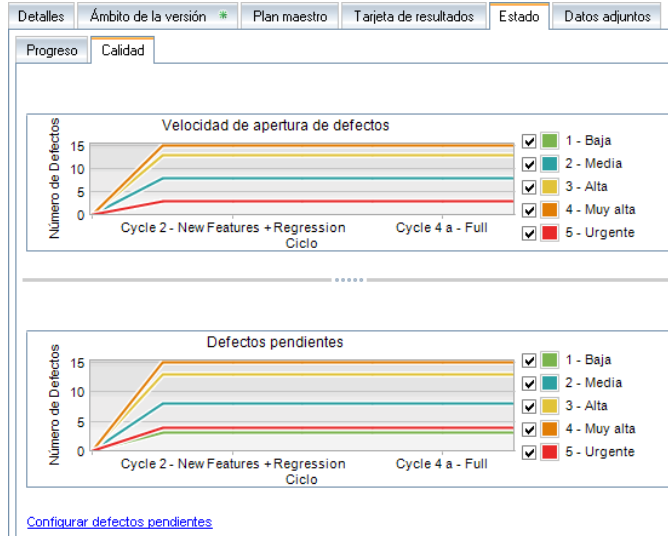 Detalles Ámbito de la versión * Plan maestro Tarjeta de resultados Estado Datos adjuntos
Progreso Calidad
Velocidad de apertura de defectos
Número de Defectos
15
10
5
0
Cycle 2 - New Features + Regression Cycle 4 a - Full
Ciclo
1 - Baja
2 - Media
3 - Alta
4 - Muy alta
5 - Urgente
Defectos pendientes
Número de Defectos
15
10
5
0
Cycle 2 - New Features + Regression Cycle 4 a - Full
Ciclo
1 - Baja
2 - Media
3 - Alta
4 - Muy alta
5 - Urgente
Configurar defectos pendientes